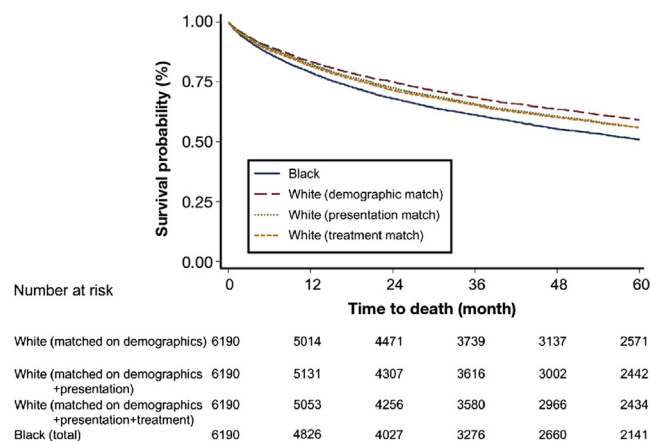 1.00
0.75
0.50
0.25
0.00
Survival probability (%)
Black
White (demographic match)
White (presentation match)
White (treatment match)
0 12 24 36 48 60
Time to death (month)
Number at risk
White (matched on demographics) 6190 5014 4471 3739 3137 2571
White (matched on demographics 6190 5131 4307 3616 3002 2442
+presentation)
White (matched on demographics 6190 5053 4256 3580 2966 2434
+presentation+treatment)
Black (total) 6190 4826 4027 3276 2660 2141